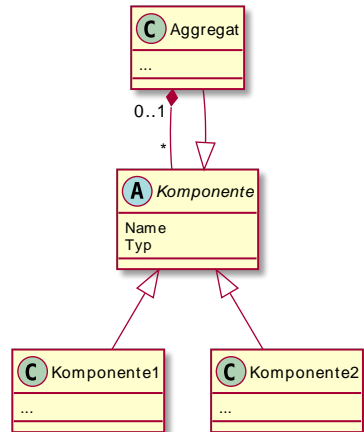 C Aggregat
...
0..1
*
A Komponente
Name
Typ
C Komponente1
...
C Komponente2
...